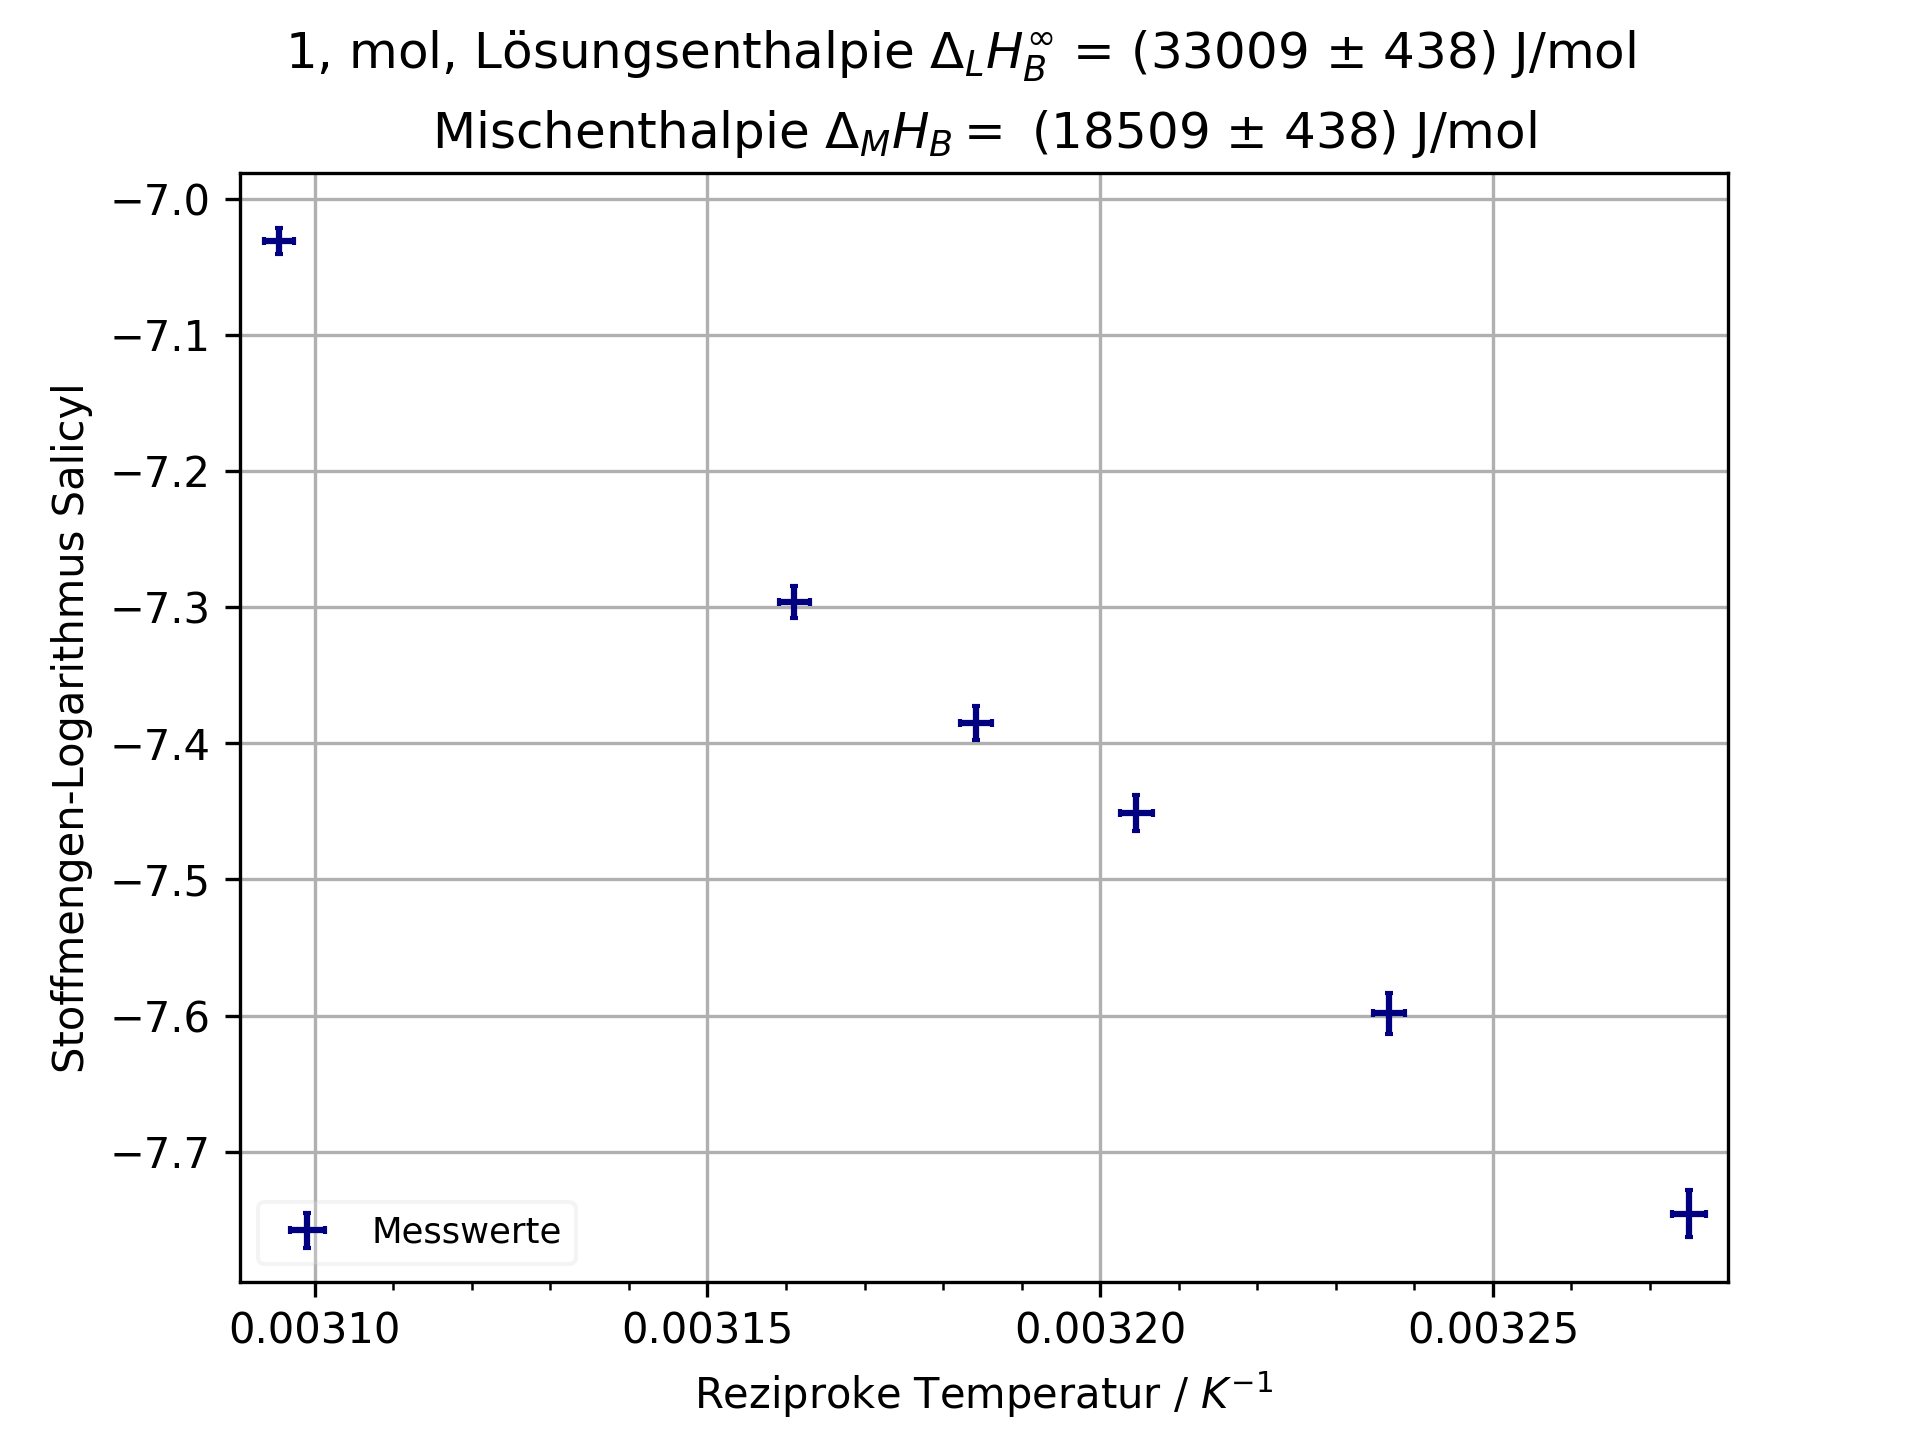 1, mol, Lösungsenthalpie Δ_L H_B^∞ = (33009 ± 438) J/mol
Mischenthalpie Δ_M H_B = (18509 ± 438) J/mol
−7.0
−7.1
−7.2
−7.3
−7.4
−7.5
−7.6
−7.7
Stoffmengen-Logarithmus Salicyl
Messwerte
0.00310 0.00315 0.00320 0.00325
Reziproke Temperatur / K⁻¹